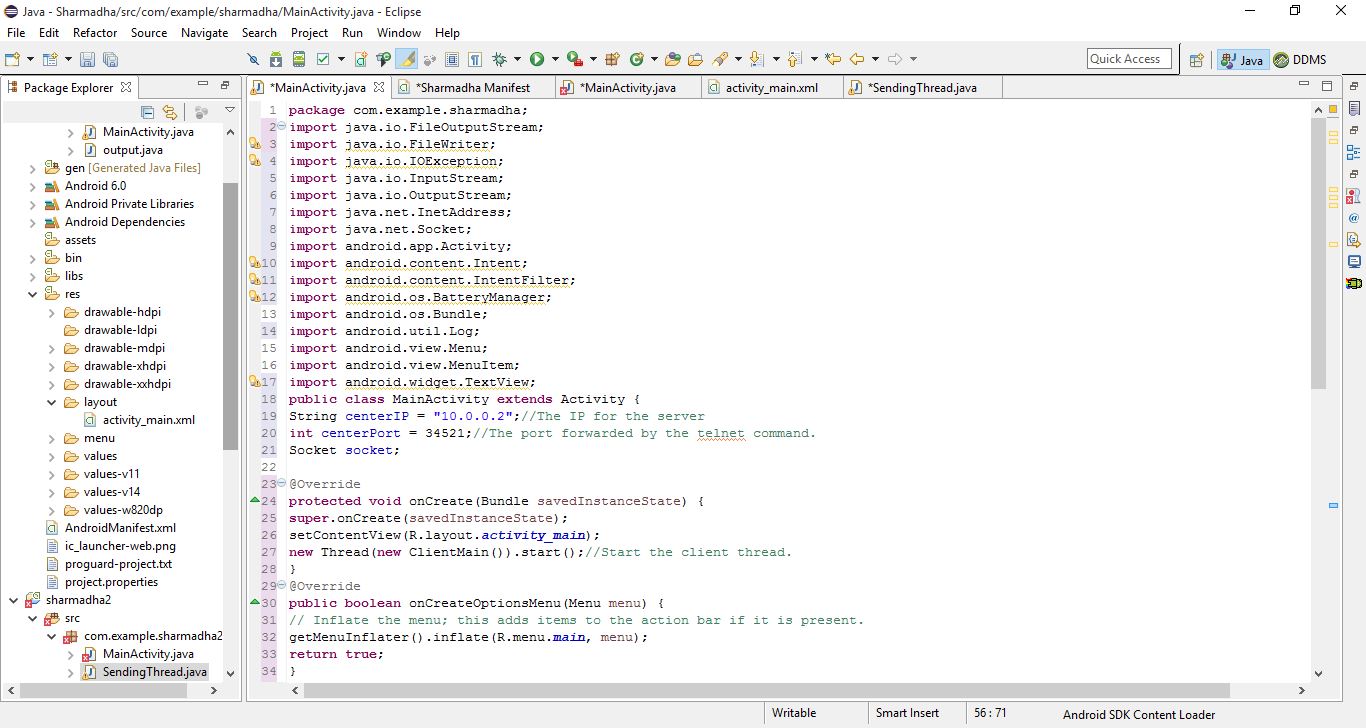 Java - Sharmadha/src/com/example/sharmadha/MainActivity.java - Eclipse
File Edit Refactor Source Navigate Search Project Run Window Help
Quick Access
Java
DDMS
Package Explorer
*MainActivity.java
*Sharmadha Manifest
*MainActivity.java
activity_main.xml
*SendingThread.java
MainActivity.java
output.java
gen [Generated Java Files]
Android 6.0
Android Private Libraries
Android Dependencies
assets
bin
libs
res
drawable-hdpi
drawable-ldpi
drawable-mdpi
drawable-xhdpi
drawable-xxhdpi
layout
activity_main.xml
menu
values
values-v11
values-v14
values-w820dp
AndroidManifest.xml
ic_launcher-web.png
proguard-project.txt
project.properties
sharmadha2
src
com.example.sharmadha2
MainActivity.java
SendingThread.java
1 package com.example.sharmadha;
2 import java.io.FileOutputStream;
3 import java.io.FileWriter;
4 import java.io.IOException;
5 import java.io.InputStream;
6 import java.io.OutputStream;
7 import java.net.InetAddress;
8 import java.net.Socket;
9 import android.app.Activity;
10 import android.content.Intent;
11 import android.content.IntentFilter;
12 import android.os.BatteryManager;
13 import android.os.Bundle;
14 import android.util.Log;
15 import android.view.Menu;
16 import android.view.MenuItem;
17 import android.widget.TextView;
18 public class MainActivity extends Activity {
19 String centerIP = "10.0.0.2";//The IP for the server
20 int centerPort = 34521;//The port forwarded by the telnet command.
21 Socket socket;
22
23 @Override
24 protected void onCreate(Bundle savedInstanceState) {
25 super.onCreate(savedInstanceState);
26 setContentView(R.layout.activity_main);
27 new Thread(new ClientMain()).start();//Start the client thread.
28 }
29 @Override
30 public boolean onCreateOptionsMenu(Menu menu) {
31 // Inflate the menu; this adds items to the action bar if it is present.
32 getMenuInflater().inflate(R.menu.main, menu);
33 return true;
34 }
Writable
Smart Insert
56 : 71
Android SDK Content Loader